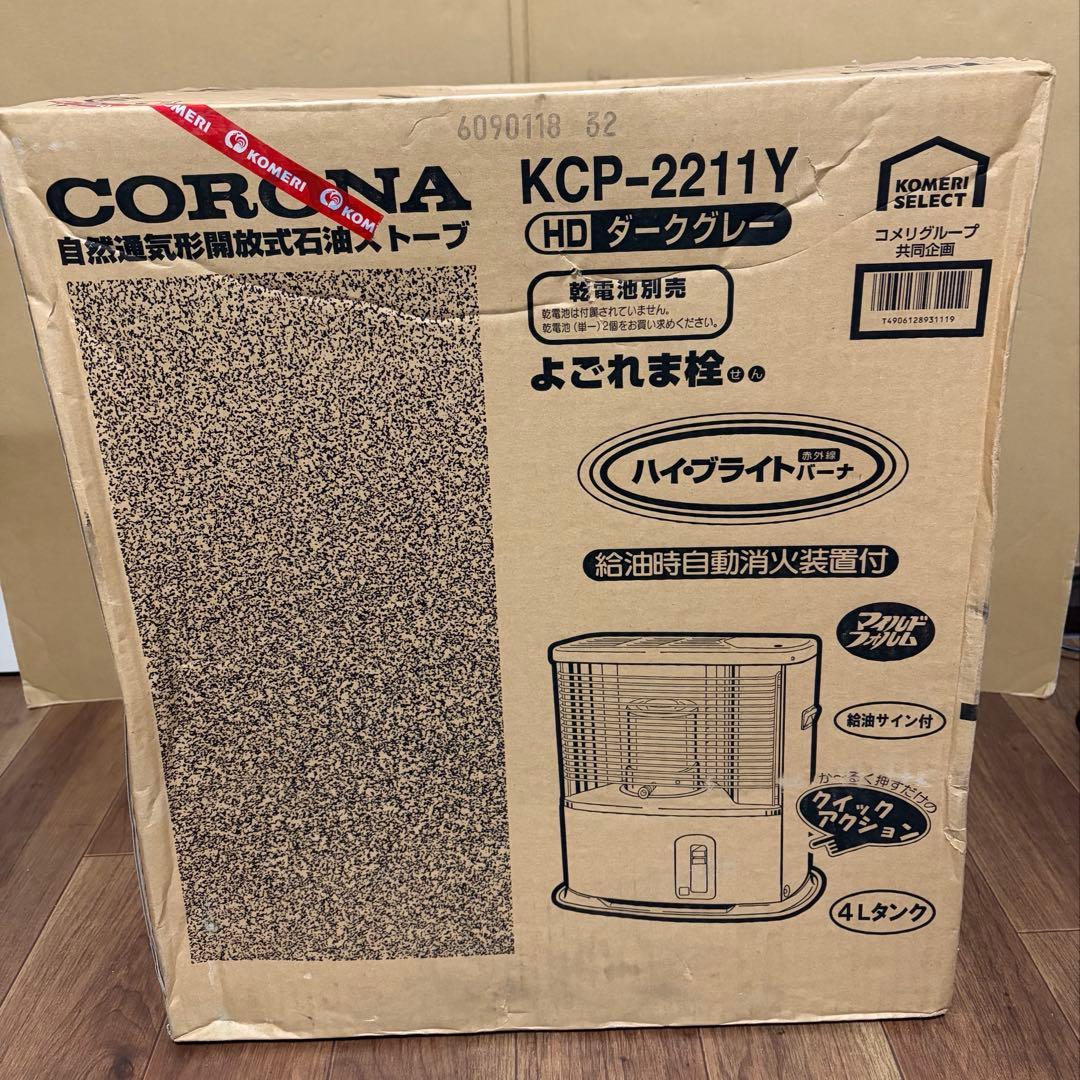 KOMERI
KOMERI
KOM
6090118 32
CORONA
自然通気形開放式石油ストーブ
KCP-2211Y
HD ダークグレー
KOMERI
SELECT
コメリグループ
共同企画
T4906128931119
乾電池別売
乾電池は付属されていません。
乾電池(単一)2個をお買い求めください。
よごれま栓せん
ハイ・ブライト赤外線バーナ
給油時自動消火装置付
マイルド
フォルム
給油サイン付
か〜るく押すだけの
クイック
アクション
4Lタンク